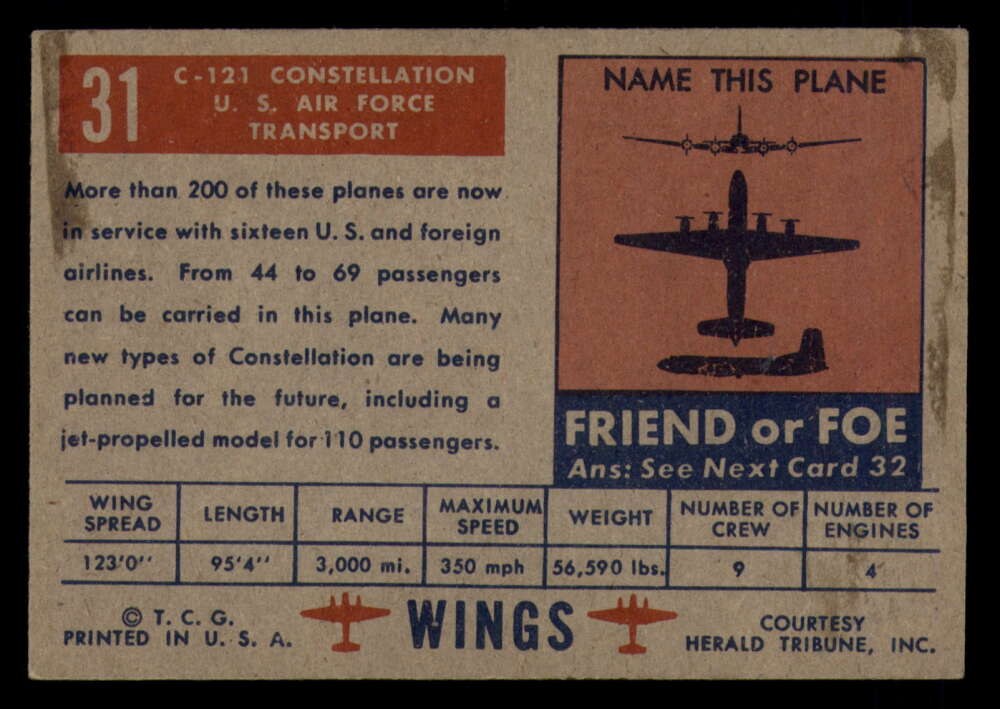 31
C-121 CONSTELLATION
U. S. AIR FORCE
TRANSPORT
More than 200 of these planes are now
in service with sixteen U. S. and foreign
airlines. From 44 to 69 passengers
can be carried in this plane. Many
new types of Constellation are being
planned for the future, including a
jet-propelled model for 110 passengers.
NAME THIS PLANE
FRIEND or FOE
Ans: See Next Card 32
WING SPREAD LENGTH RANGE MAXIMUM SPEED WEIGHT NUMBER OF CREW NUMBER OF ENGINES
123'0'' 95'4'' 3,000 mi. 350 mph 56,590 lbs. 9 4
© T. C. G.
PRINTED IN U. S. A.
WINGS
COURTESY
HERALD TRIBUNE, INC.